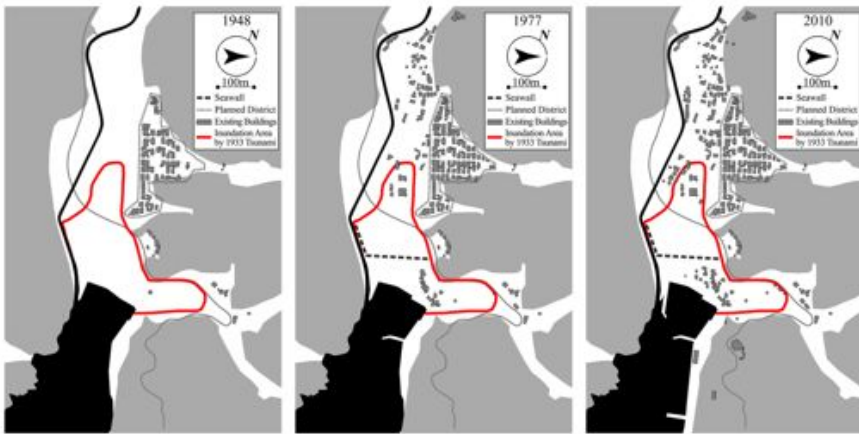 1948
N
100m
Seawall
Planned District
Existing Buildings
Inundation Area
by 1933 Tsunami
1977
N
100m
Seawall
Planned District
Existing Buildings
Inundation Area
by 1933 Tsunami
2010
N
100m
Seawall
Planned District
Existing Buildings
Inundation Area
by 1933 Tsunami